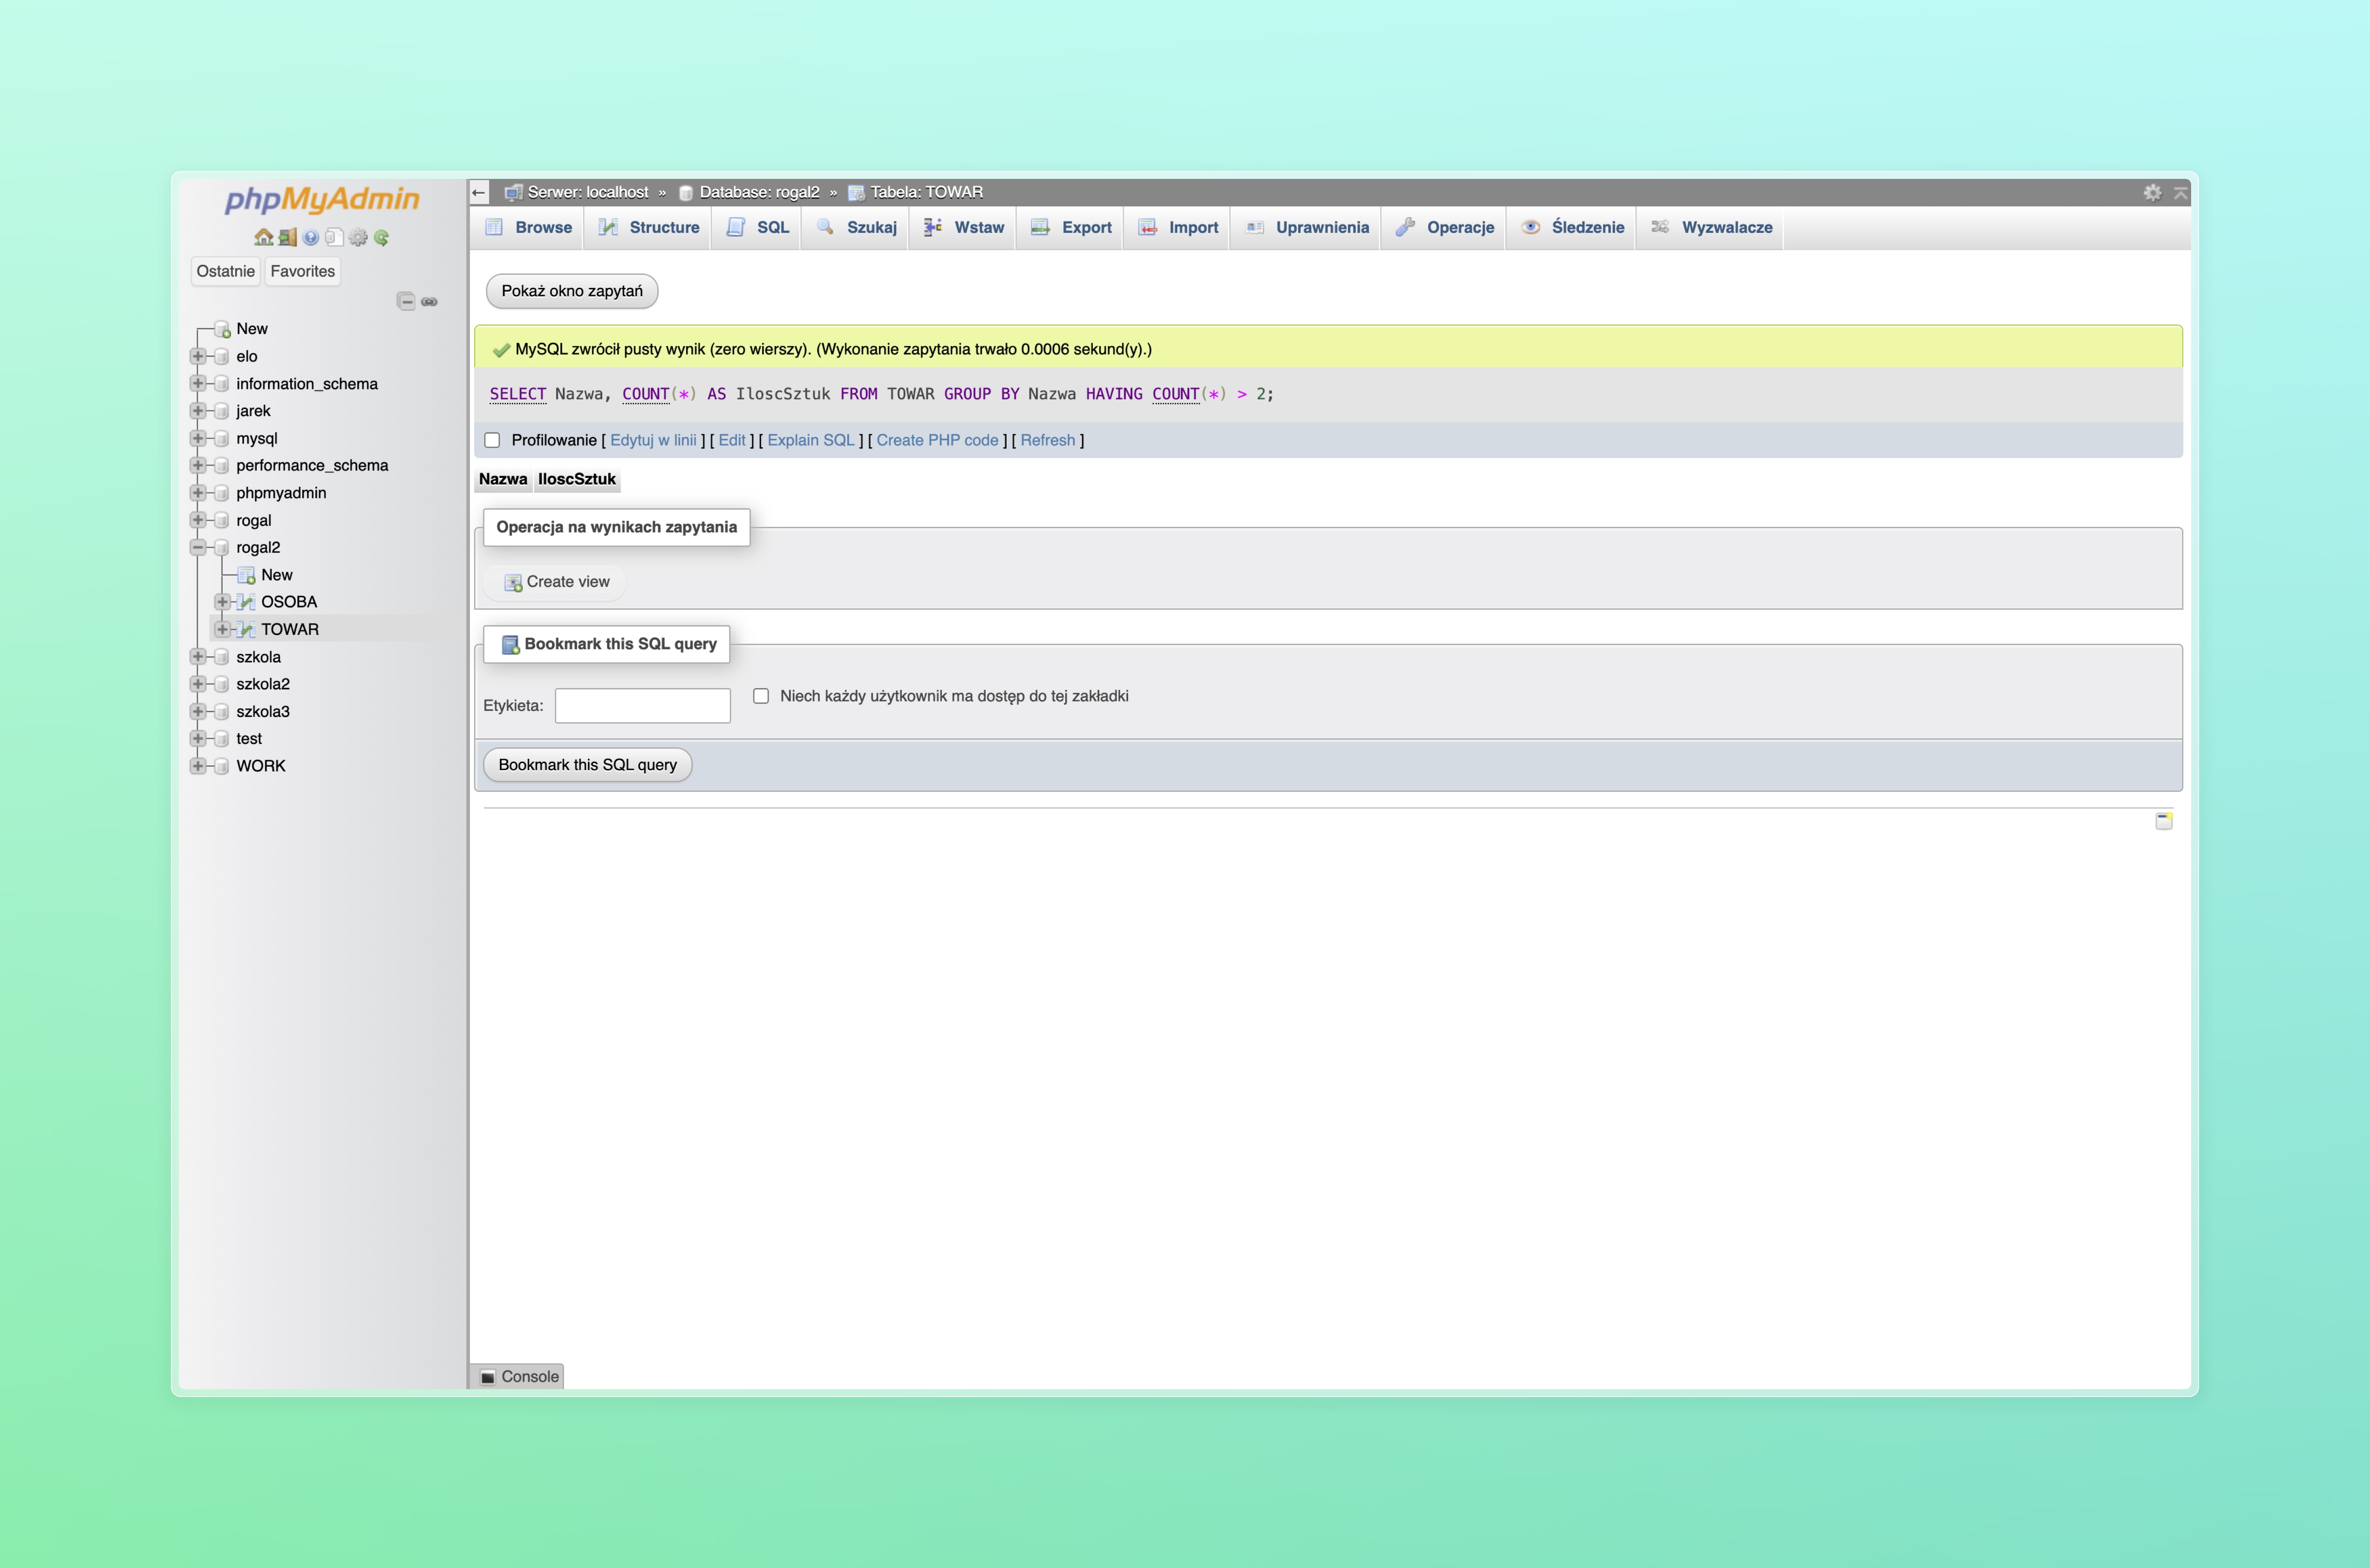 phpMyAdmin
Ostatnie Favorites
New
elo
information_schema
jarek
mysql
performance_schema
phpmyadmin
rogal
rogal2
New
OSOBA
TOWAR
szkola
szkola2
szkola3
test
WORK
Serwer: localhost » Database: rogal2 » Tabela: TOWAR
Browse Structure SQL Szukaj Wstaw Export Import Uprawnienia Operacje Śledzenie Wyzwalacze
Pokaż okno zapytań
MySQL zwrócił pusty wynik (zero wierszy). (Wykonanie zapytania trwało 0.0006 sekund(y).)
SELECT Nazwa, COUNT(*) AS IloscSztuk FROM TOWAR GROUP BY Nazwa HAVING COUNT(*) > 2;
Profilowanie [ Edytuj w linii ] [ Edit ] [ Explain SQL ] [ Create PHP code ] [ Refresh ]
Nazwa IloscSztuk
Operacja na wynikach zapytania
Create view
Bookmark this SQL query
Etykieta: Niech każdy użytkownik ma dostęp do tej zakładki
Bookmark this SQL query
Console